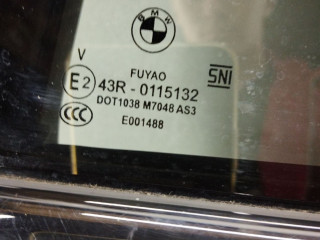 BMW
V
FUYAO
E2 43R - 0115132 SNI
DOT1038 M7048 AS3
CCC E001488